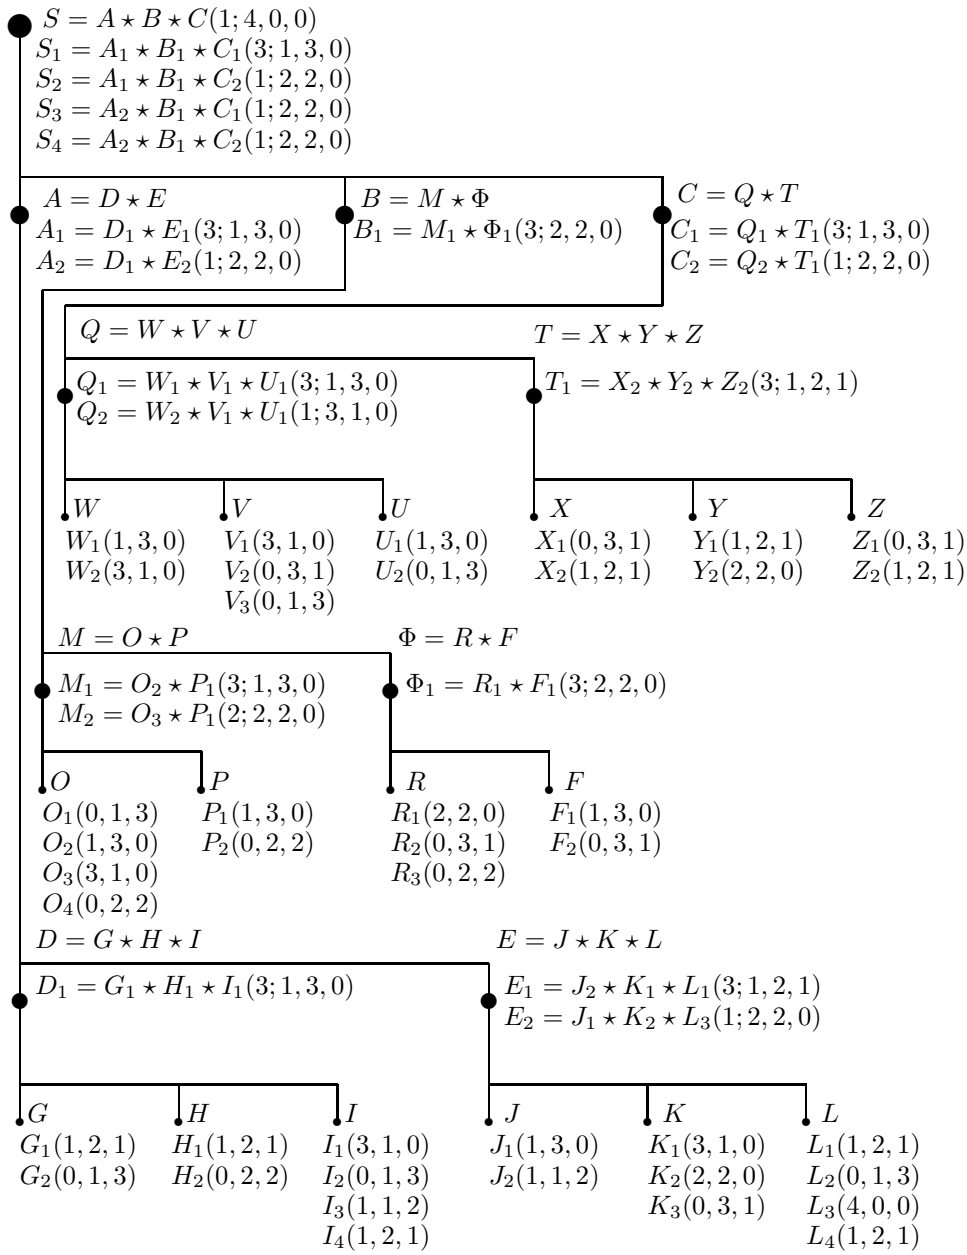 S = A ⋆ B ⋆ C(1; 4, 0, 0)
S₁ = A₁ ⋆ B₁ ⋆ C₁(3; 1, 3, 0)
S₂ = A₁ ⋆ B₁ ⋆ C₂(1; 2, 2, 0)
S₃ = A₂ ⋆ B₁ ⋆ C₁(1; 2, 2, 0)
S₄ = A₂ ⋆ B₁ ⋆ C₂(1; 2, 2, 0)
A = D ⋆ E B = M ⋆ Φ C = Q ⋆ T
A₁ = D₁ ⋆ E₁(3; 1, 3, 0) B₁ = M₁ ⋆ Φ₁(3; 2, 2, 0) C₁ = Q₁ ⋆ T₁(3; 1, 3, 0)
A₂ = D₁ ⋆ E₂(1; 2, 2, 0) C₂ = Q₂ ⋆ T₁(1; 2, 2, 0)
Q = W ⋆ V ⋆ U T = X ⋆ Y ⋆ Z
Q₁ = W₁ ⋆ V₁ ⋆ U₁(3; 1, 3, 0) T₁ = X₂ ⋆ Y₂ ⋆ Z₂(3; 1, 2, 1)
Q₂ = W₂ ⋆ V₁ ⋆ U₁(1; 3, 1, 0)
W V U X Y Z
W₁(1, 3, 0) V₁(3, 1, 0) U₁(1, 3, 0) X₁(0, 3, 1) Y₁(1, 2, 1) Z₁(0, 3, 1)
W₂(3, 1, 0) V₂(0, 3, 1) U₂(0, 1, 3) X₂(1, 2, 1) Y₂(2, 2, 0) Z₂(1, 2, 1)
V₃(0, 1, 3)
M = O ⋆ P Φ = R ⋆ F
M₁ = O₂ ⋆ P₁(3; 1, 3, 0) Φ₁ = R₁ ⋆ F₁(3; 2, 2, 0)
M₂ = O₃ ⋆ P₁(2; 2, 2, 0)
O P R F
O₁(0, 1, 3) P₁(1, 3, 0) R₁(2, 2, 0) F₁(1, 3, 0)
O₂(1, 3, 0) P₂(0, 2, 2) R₂(0, 3, 1) F₂(0, 3, 1)
O₃(3, 1, 0) R₃(0, 2, 2)
O₄(0, 2, 2)
D = G ⋆ H ⋆ I E = J ⋆ K ⋆ L
D₁ = G₁ ⋆ H₁ ⋆ I₁(3; 1, 3, 0) E₁ = J₂ ⋆ K₁ ⋆ L₁(3; 1, 2, 1)
E₂ = J₁ ⋆ K₂ ⋆ L₃(1; 2, 2, 0)
G H I J K L
G₁(1, 2, 1) H₁(1, 2, 1) I₁(3, 1, 0) J₁(1, 3, 0) K₁(3, 1, 0) L₁(1, 2, 1)
G₂(0, 1, 3) H₂(0, 2, 2) I₂(0, 1, 3) J₂(1, 1, 2) K₂(2, 2, 0) L₂(0, 1, 3)
I₃(1, 1, 2) K₃(0, 3, 1) L₃(4, 0, 0)
I₄(1, 2, 1) L₄(1, 2, 1)